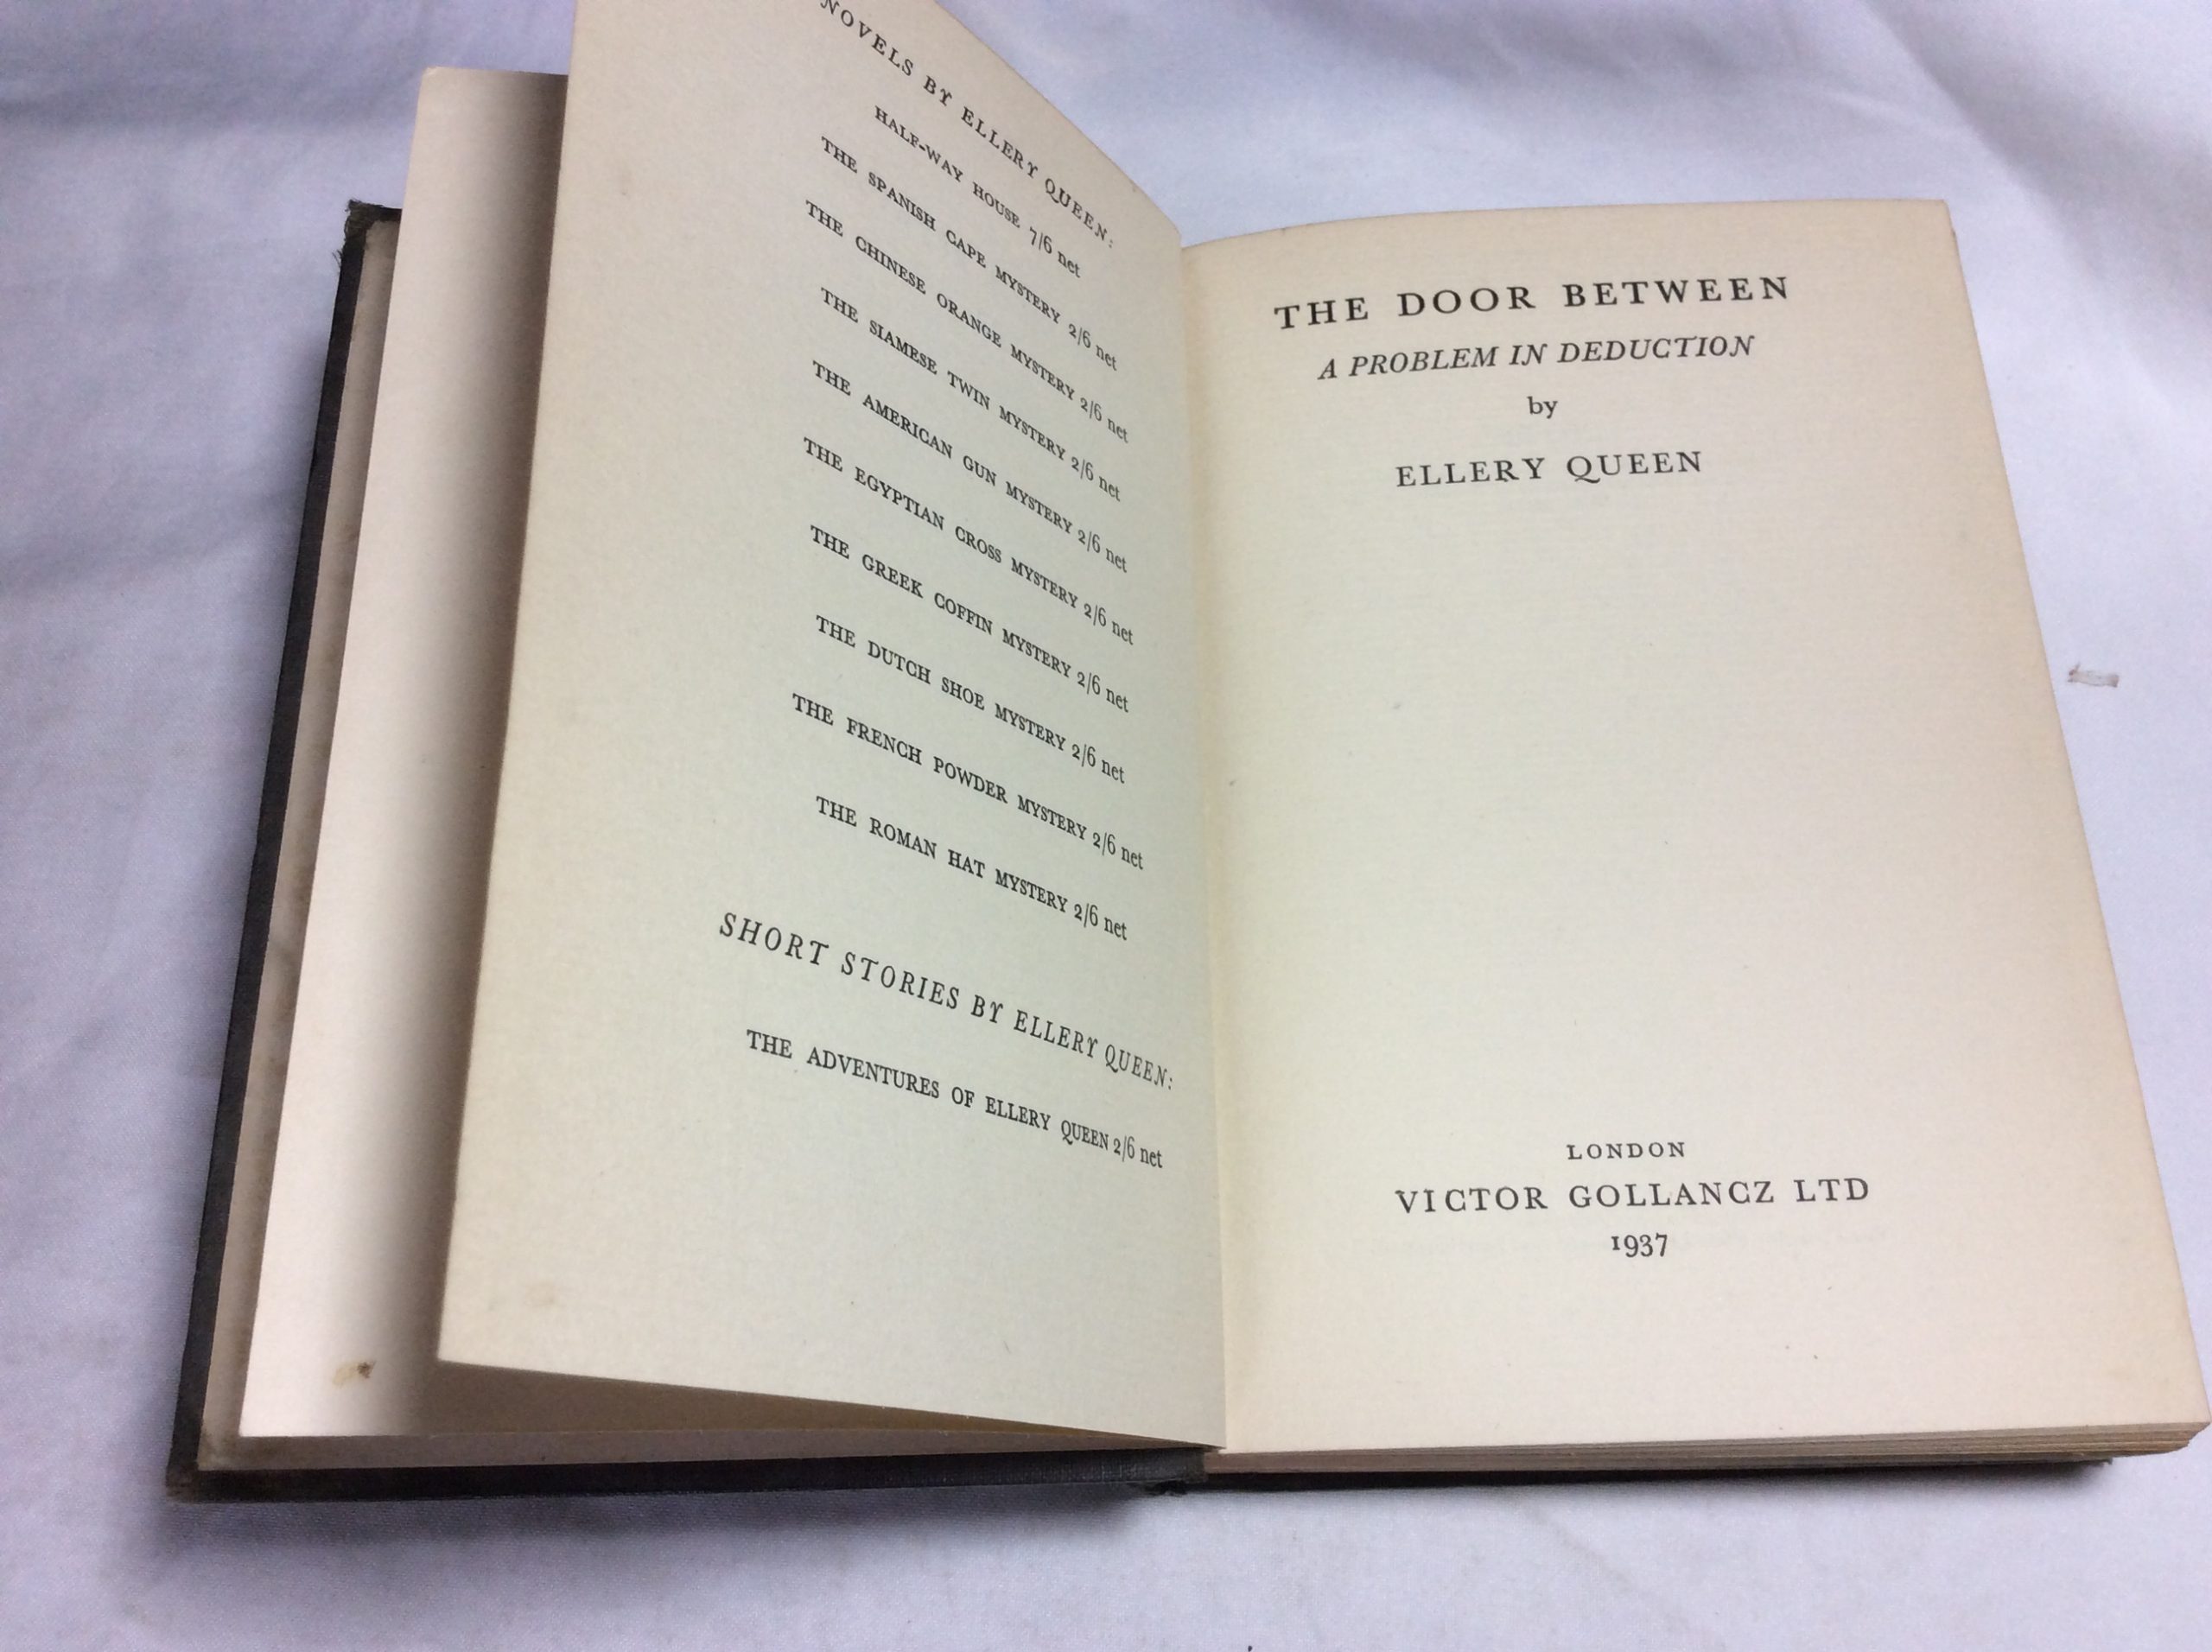 NOVELS BY ELLERY QUEEN:
HALF-WAY HOUSE 7/6 net
THE SPANISH CAPE MYSTERY 2/6 net
THE CHINESE ORANGE MYSTERY 2/6 net
THE SIAMESE TWIN MYSTERY 2/6 net
THE AMERICAN GUN MYSTERY 2/6 net
THE EGYPTIAN CROSS MYSTERY 2/6 net
THE GREEK COFFIN MYSTERY 2/6 net
THE DUTCH SHOE MYSTERY 2/6 net
THE FRENCH POWDER MYSTERY 2/6 net
THE ROMAN HAT MYSTERY 2/6 net
SHORT STORIES BY ELLERY QUEEN:
THE ADVENTURES OF ELLERY QUEEN 2/6 net
THE DOOR BETWEEN
A PROBLEM IN DEDUCTION
by
ELLERY QUEEN
LONDON
VICTOR GOLLANCZ LTD
1937